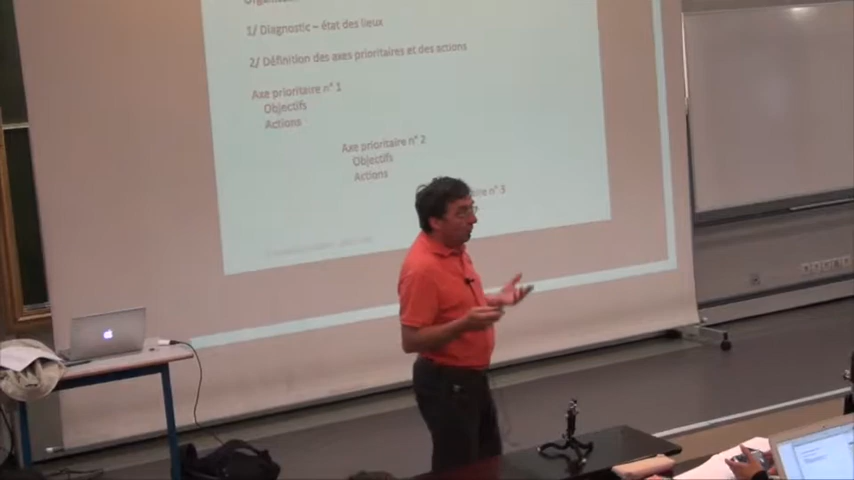 1/ Diagnostic – état des lieux
2/ Définition des axes prioritaires et des actions
Axe prioritaire n° 1
Objectifs
Actions
Axe prioritaire n° 2
Objectifs
Actions
n° 3